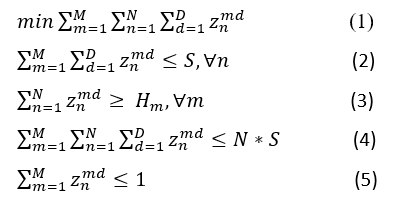 min ∑_{m=1}^{M} ∑_{n=1}^{N} ∑_{d=1}^{D} z_n^{md} (1)
∑_{m=1}^{M} ∑_{d=1}^{D} z_n^{md} ≤ S, ∀n (2)
∑_{n=1}^{N} z_n^{md} ≥ H_m, ∀m (3)
∑_{m=1}^{M} ∑_{n=1}^{N} ∑_{d=1}^{D} z_n^{md} ≤ N * S (4)
∑_{m=1}^{M} z_n^{md} ≤ 1 (5)